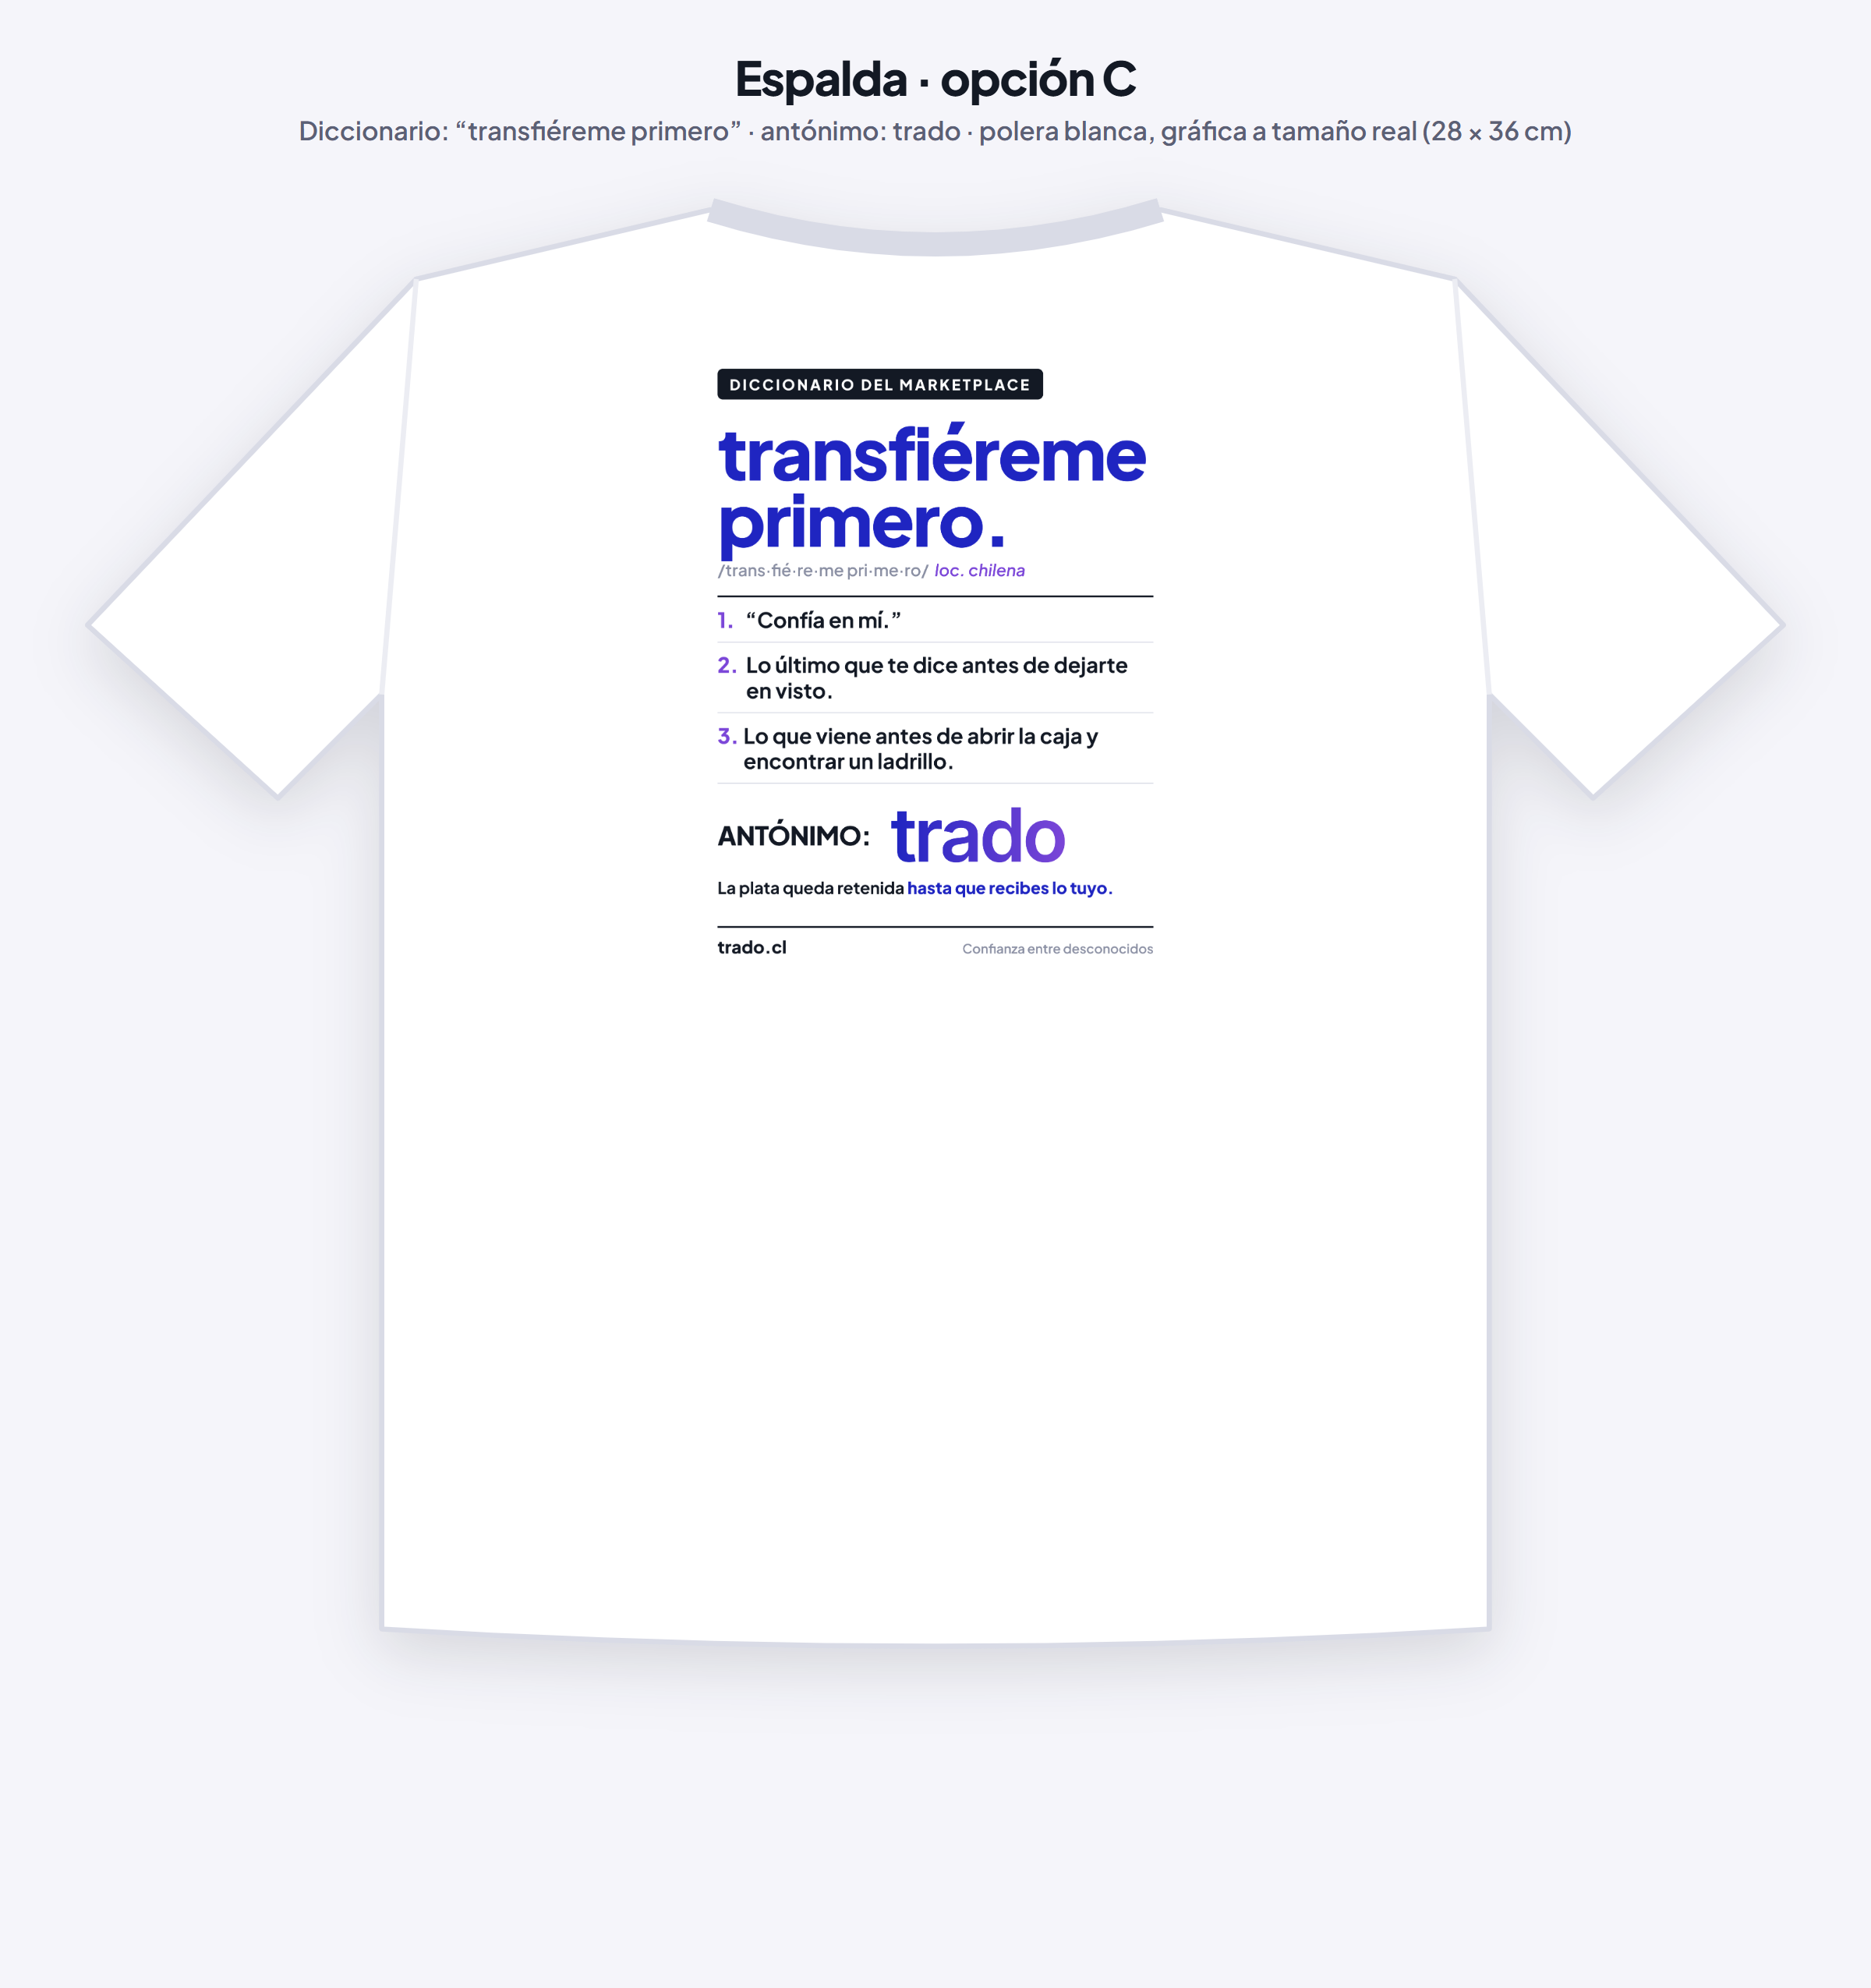 Espalda · opción C
Diccionario: “transfiéreme primero” · antónimo: trado · polera blanca, gráfica a tamaño real (28 × 36 cm)
DICCIONARIO DEL MARKETPLACE
transfiéreme
primero.
/trans·fié·re·me pri·me·ro/ loc. chilena
1. “Confía en mí.”
2. Lo último que te dice antes de dejarte
en visto.
3. Lo que viene antes de abrir la caja y
encontrar un ladrillo.
ANTÓNIMO: trado
La plata queda retenida hasta que recibes lo tuyo.
trado.cl Confianza entre desconocidos